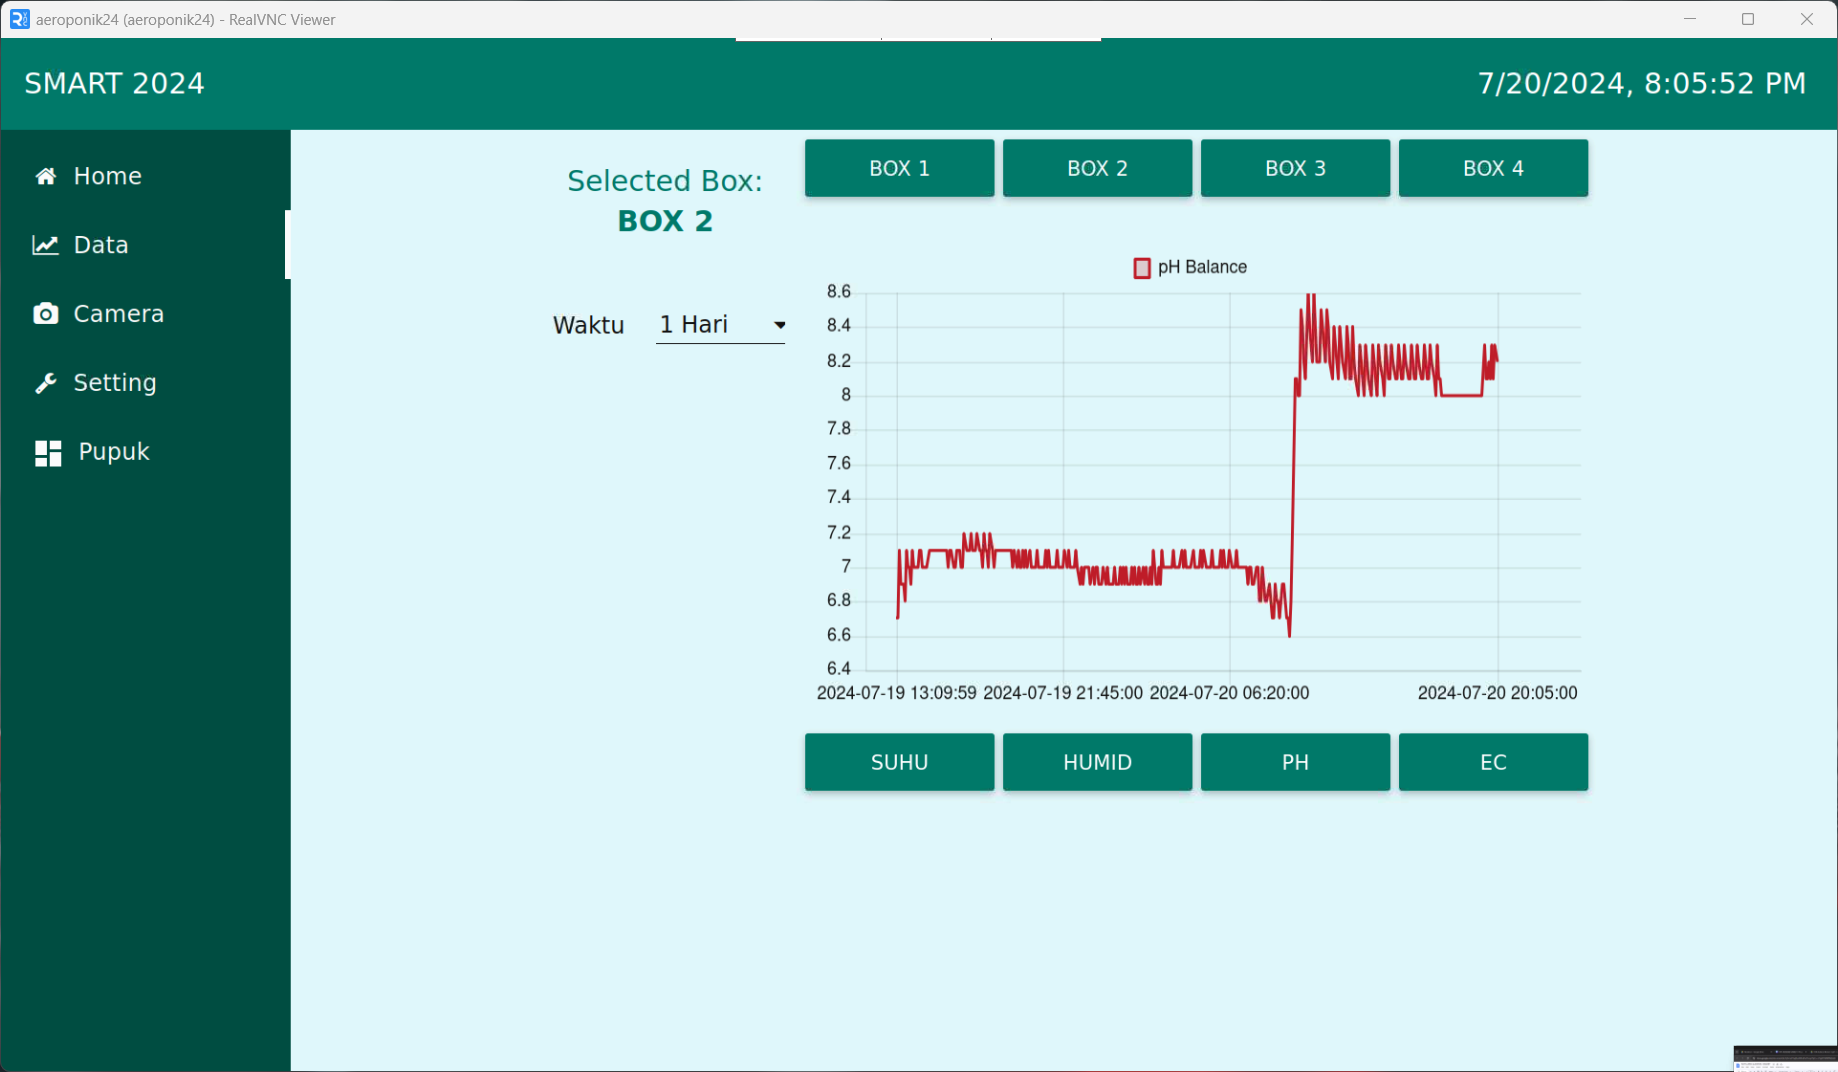 aeroponik24 (aeroponik24) - RealVNC Viewer
SMART 2024
7/20/2024, 8:05:52 PM
Home
Data
Camera
Setting
Pupuk
Selected Box:
BOX 2
Waktu 1 Hari
BOX 1 BOX 2 BOX 3 BOX 4
pH Balance
8.6
8.4
8.2
8
7.8
7.6
7.4
7.2
7
6.8
6.6
6.4
2024-07-19 13:09:59 2024-07-19 21:45:00 2024-07-20 06:20:00 2024-07-20 20:05:00
SUHU HUMID PH EC